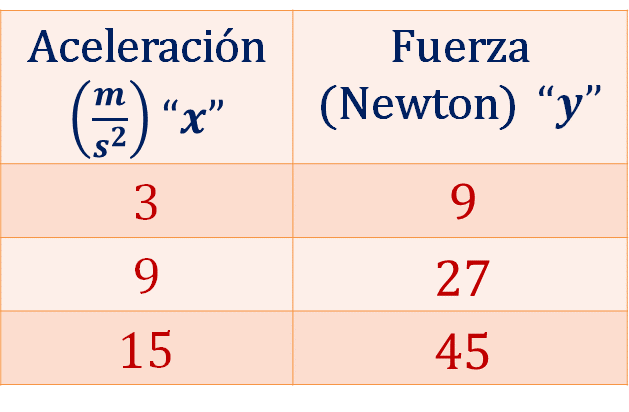 Aceleración Fuerza
(m/s²) “x” (Newton) “y”
3 9
9 27
15 45